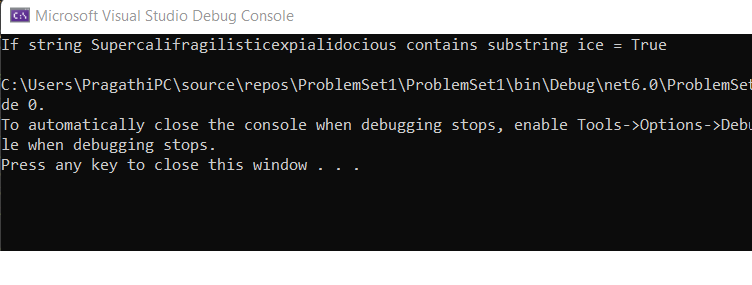 Microsoft Visual Studio Debug Console
If string Supercalifragilisticexpialidocious contains substring ice = True
C:\Users\PragathiPC\source\repos\ProblemSet1\ProblemSet1\bin\Debug\net6.0\ProblemSet
de 0.
To automatically close the console when debugging stops, enable Tools->Options->Debu
le when debugging stops.
Press any key to close this window . . .